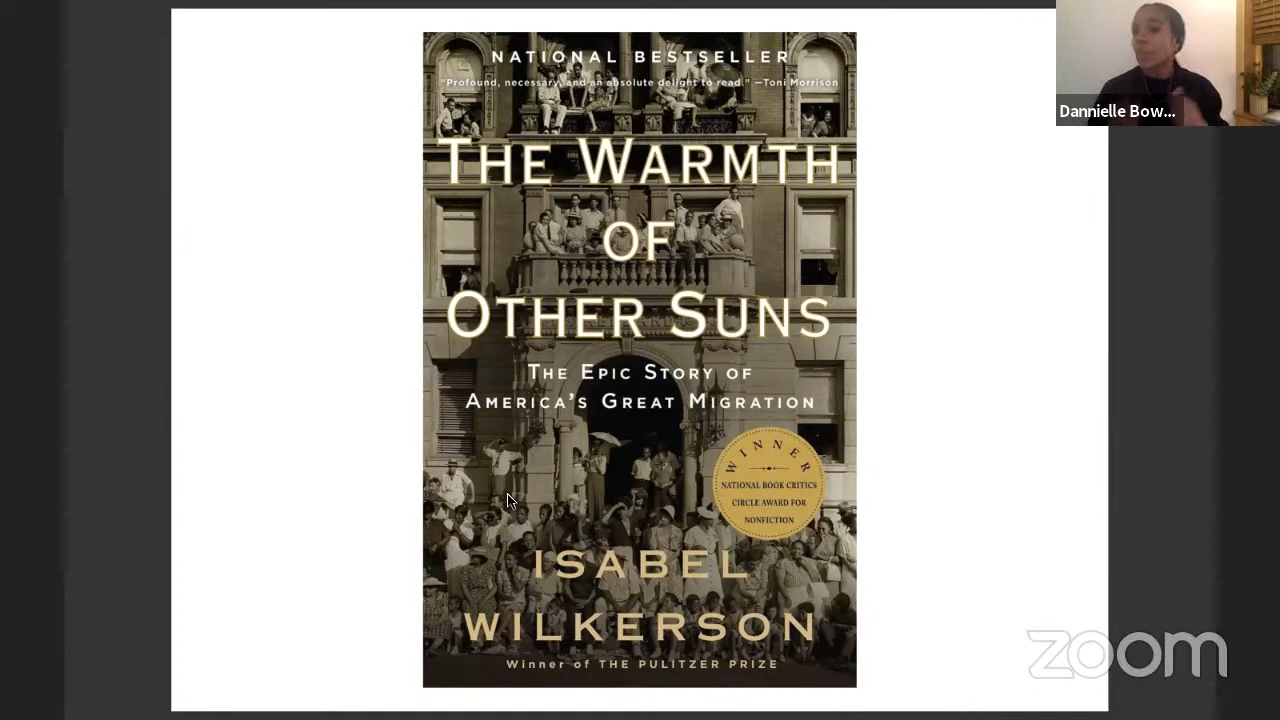 NATIONAL BESTSELLER
"Profound, necessary, and an absolute delight to read." —Toni Morrison
THE WARMTH
OF
OTHER SUNS
THE EPIC STORY OF
AMERICA'S GREAT MIGRATION
WINNER
NATIONAL BOOK CRITICS
CIRCLE AWARD FOR
NONFICTION
ISABEL
WILKERSON
Winner of THE PULITZER PRIZE
Dannielle Bow...
zoom